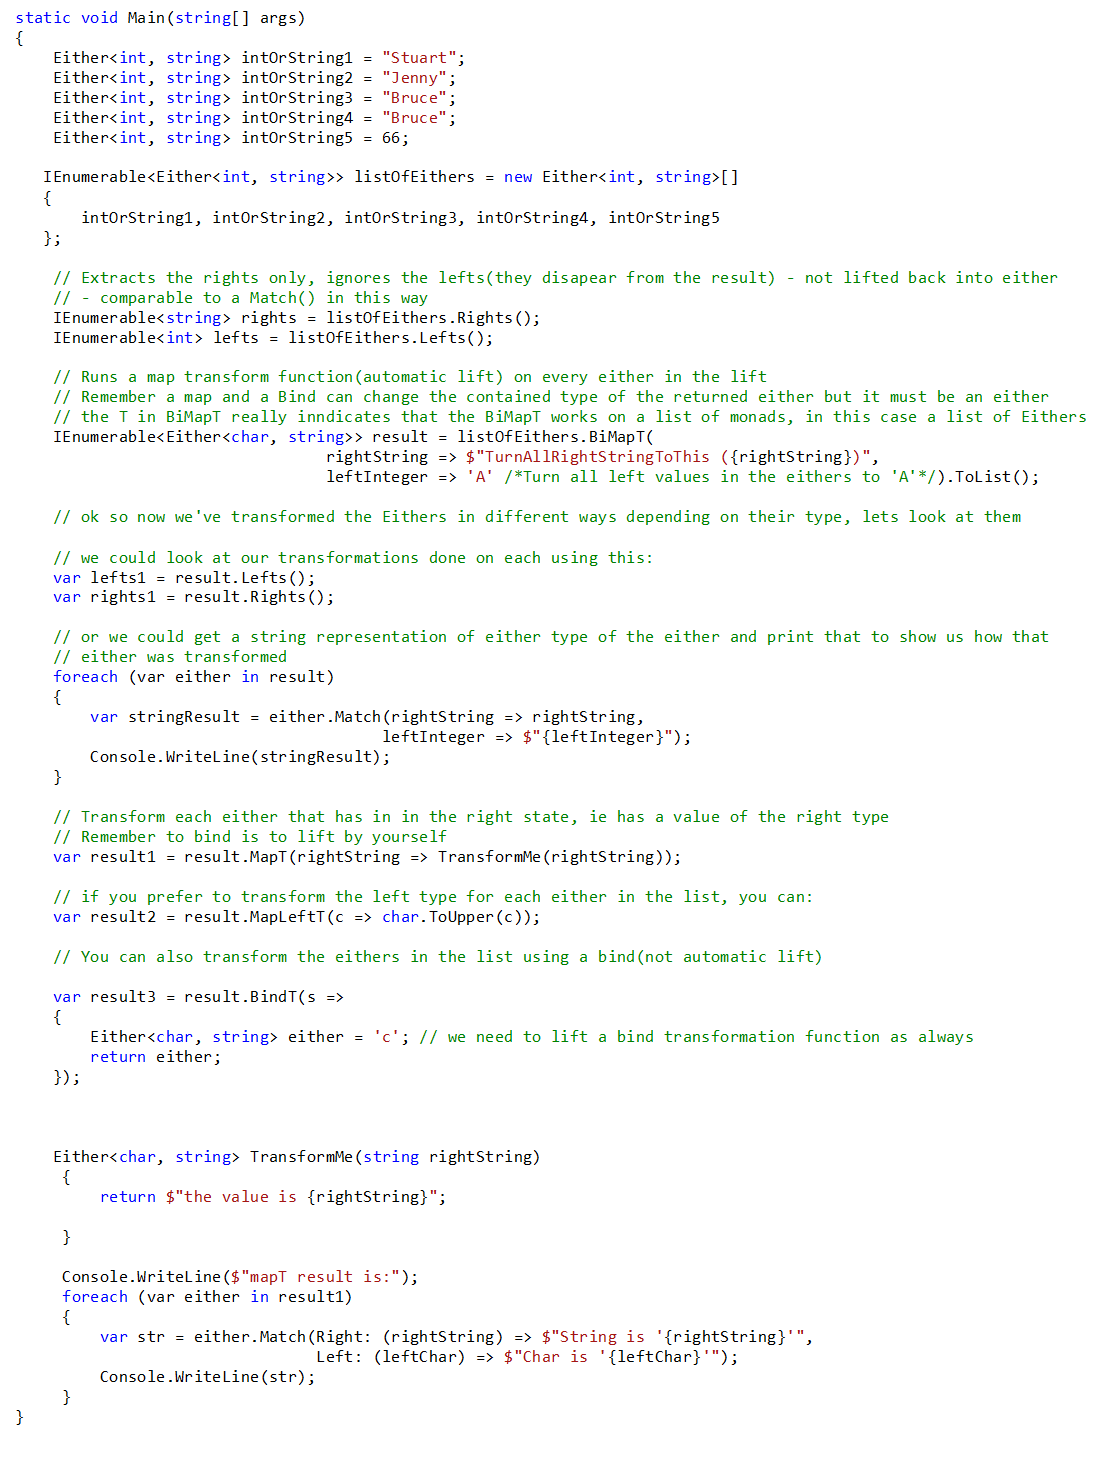 static void Main(string[] args)
{
    Either<int, string> intOrString1 = "Stuart";
    Either<int, string> intOrString2 = "Jenny";
    Either<int, string> intOrString3 = "Bruce";
    Either<int, string> intOrString4 = "Bruce";
    Either<int, string> intOrString5 = 66;

   IEnumerable<Either<int, string>> listOfEithers = new Either<int, string>[]
   {
       intOrString1, intOrString2, intOrString3, intOrString4, intOrString5
   };

    // Extracts the rights only, ignores the lefts(they disapear from the result) - not lifted back into either
    // - comparable to a Match() in this way
    IEnumerable<string> rights = listOfEithers.Rights();
    IEnumerable<int> lefts = listOfEithers.Lefts();

    // Runs a map transform function(automatic lift) on every either in the lift
    // Remember a map and a Bind can change the contained type of the returned either but it must be an either
    // the T in BiMapT really inndicates that the BiMapT works on a list of monads, in this case a list of Eithers
    IEnumerable<Either<char, string>> result = listOfEithers.BiMapT(
                                 rightString => $"TurnAllRightStringToThis ({rightString})",
                                 leftInteger => 'A' /*Turn all left values in the eithers to 'A'*/).ToList();

    // ok so now we've transformed the Eithers in different ways depending on their type, lets look at them

    // we could look at our transformations done on each using this:
    var lefts1 = result.Lefts();
    var rights1 = result.Rights();

    // or we could get a string representation of either type of the either and print that to show us how that
    // either was transformed
    foreach (var either in result)
    {
        var stringResult = either.Match(rightString => rightString,
                                       leftInteger => $"{leftInteger}");
        Console.WriteLine(stringResult);
    }

    // Transform each either that has in in the right state, ie has a value of the right type
    // Remember to bind is to lift by yourself
    var result1 = result.MapT(rightString => TransformMe(rightString));

    // if you prefer to transform the left type for each either in the list, you can:
    var result2 = result.MapLeftT(c => char.ToUpper(c));

    // You can also transform the eithers in the list using a bind(not automatic lift)

    var result3 = result.BindT(s =>
    {
        Either<char, string> either = 'c'; // we need to lift a bind transformation function as always
        return either;
    });

    Either<char, string> TransformMe(string rightString)
     {
         return $"the value is {rightString}";

     }

     Console.WriteLine($"mapT result is:");
     foreach (var either in result1)
     {
         var str = either.Match(Right: (rightString) => $"String is '{rightString}'",
                                Left: (leftChar) => $"Char is '{leftChar}'");
         Console.WriteLine(str);
     }
}